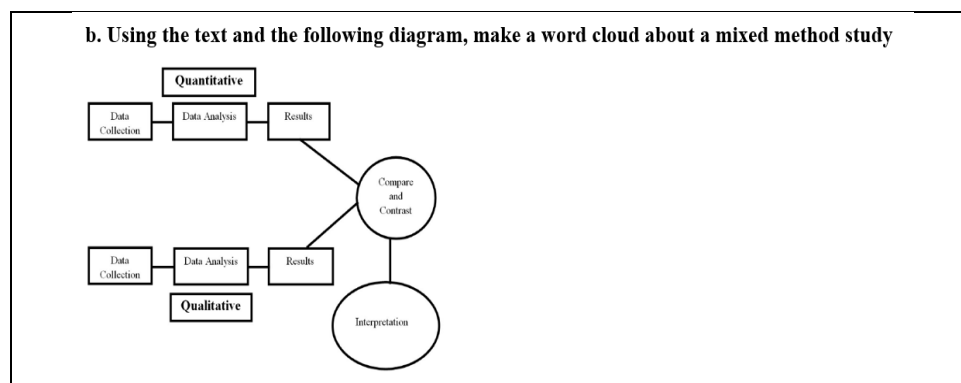 b. Using the text and the following diagram, make a word cloud about a mixed method study
Quantitative
Data
Collection
Data Analysis
Results
Compare
and
Contrast
Data
Collection
Data Analysis
Results
Qualitative
Interpretation